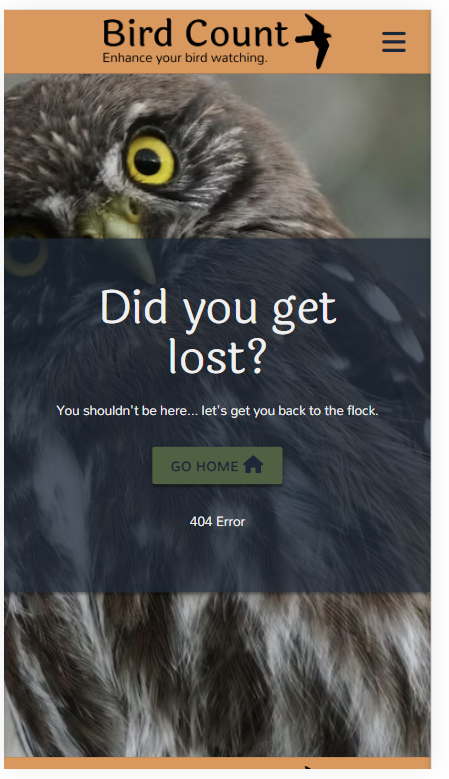 Bird Count
Enhance your bird watching.
Did you get
lost?
You shouldn't be here... let's get you back to the flock.
GO HOME
404 Error